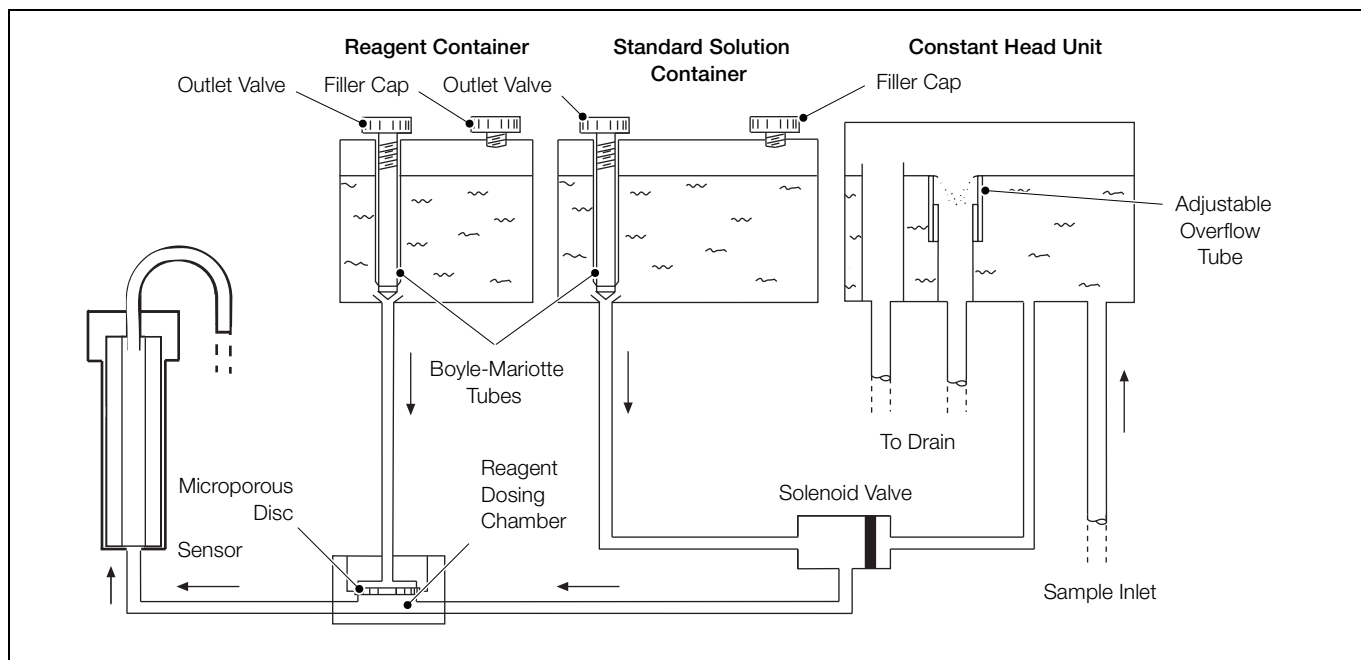 Reagent Container
Standard Solution
Container
Constant Head Unit
Outlet Valve
Filler Cap
Outlet Valve
Filler Cap
Adjustable
Overflow
Tube
Boyle-Mariotte
Tubes
To Drain
Microporous
Disc
Reagent
Dosing
Chamber
Solenoid Valve
Sensor
Sample Inlet